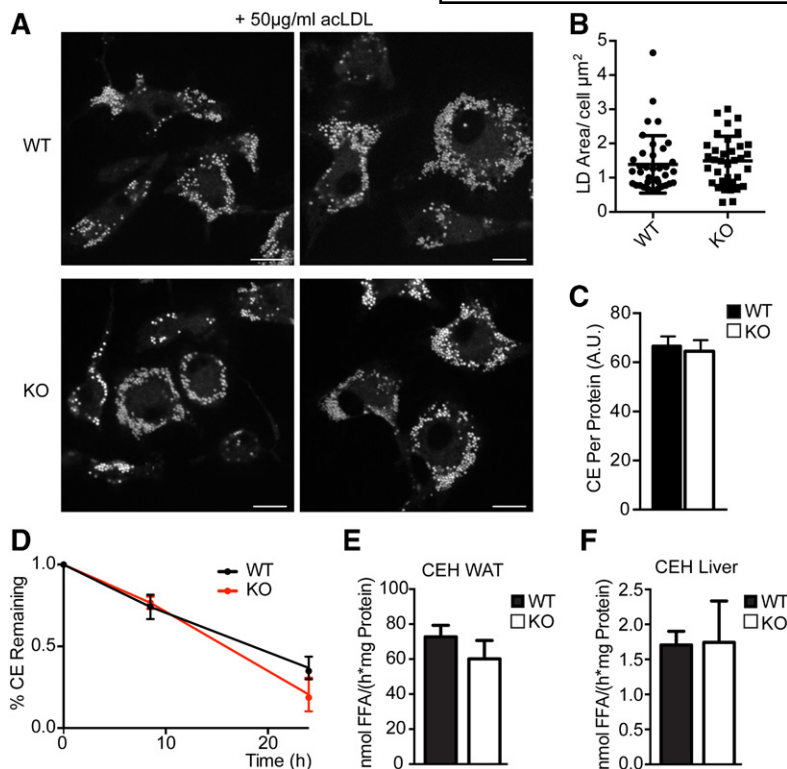 + 50µg/ml acLDL
A
WT
KO
B
LD Area/ cell µm²
5
4
3
2
1
0
WT
KO
C
CE Per Protein (A.U.)
80
60
40
20
0
WT
KO
D
% CE Remaining
1.0
0.5
0.0
0
10
20
Time (h)
WT
KO
E
CEH WAT
nmol FFA/(h*mg Protein)
100
80
60
40
20
0
WT
KO
F
CEH Liver
nmol FFA/(h*mg Protein)
2.5
2.0
1.5
1.0
0.5
0.0
WT
KO